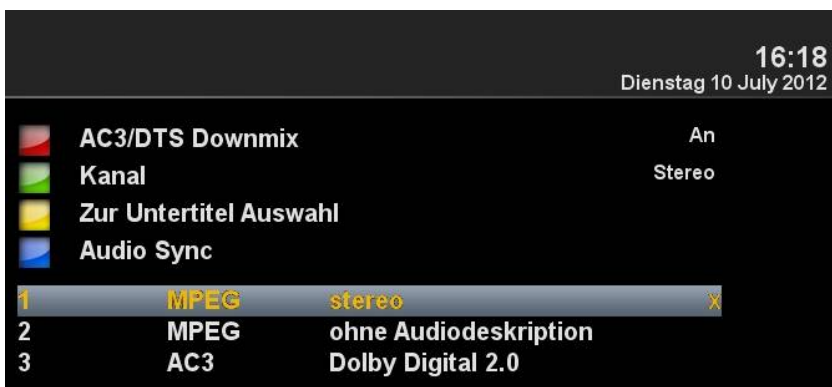 16:18
Dienstag 10 July 2012
AC3/DTS Downmix An
Kanal Stereo
Zur Untertitel Auswahl
Audio Sync
1 MPEG stereo X
2 MPEG ohne Audiodeskription
3 AC3 Dolby Digital 2.0